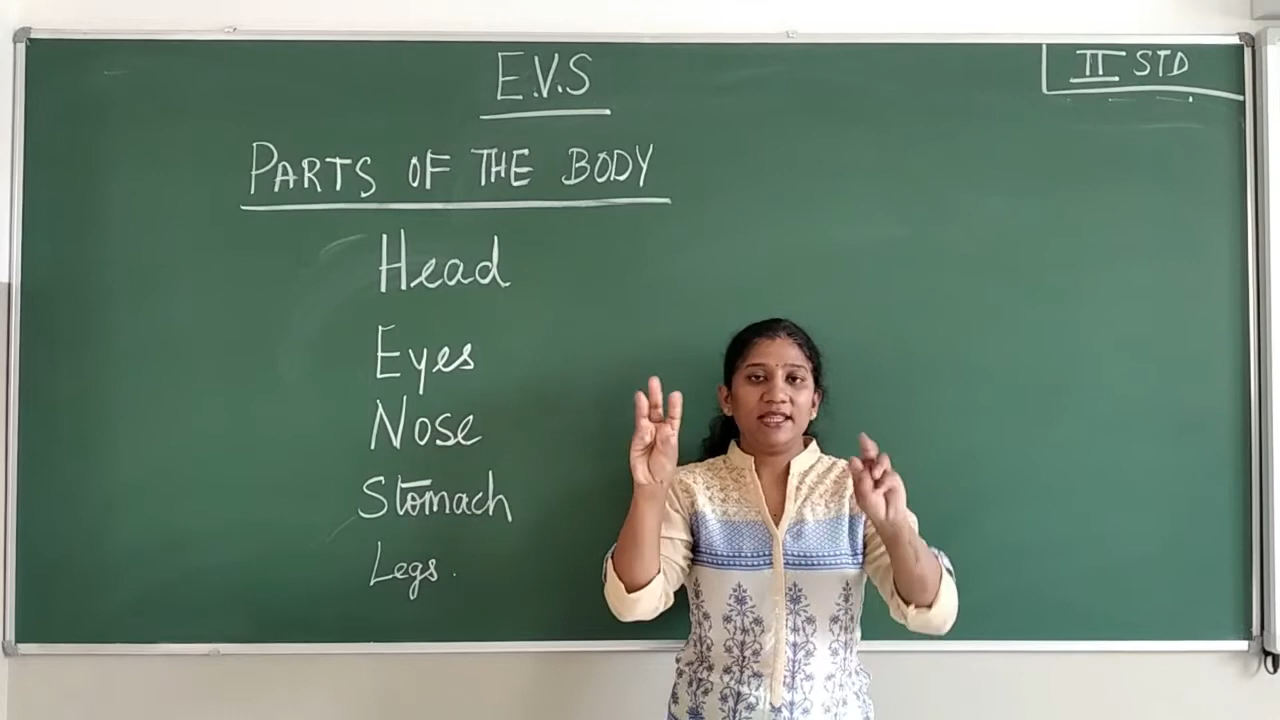 E.V.S
II STD
PARTS OF THE BODY
Head
Eyes
Nose
Stomach
Legs.